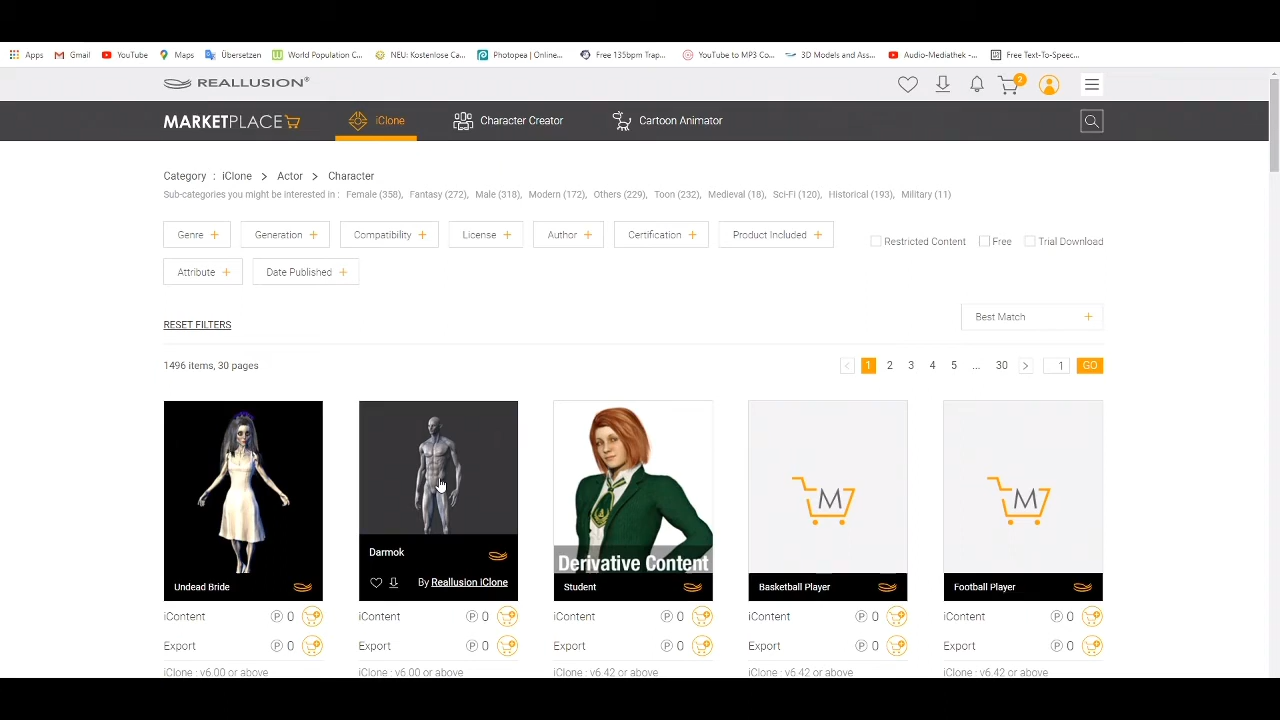 Apps Gmail YouTube Maps Übersetzen World Population C... NEU: Kostenlose Ca... Photopea | Online... Free 135bpm Trap... YouTube to MP3 Co... 3D Models and Ass... Audio-Mediathek -... Free Text-To-Speec...
REALLUSION® 2
MARKETPLACE iClone Character Creator Cartoon Animator
Category : iClone > Actor > Character
Sub-categories you might be interested in : Female (358), Fantasy (272), Male (318), Modern (172), Others (229), Toon (232), Medieval (18), Sci-Fi (120), Historical (193), Military (11)
Genre + Generation + Compatibility + License + Author + Certification + Product Included +
Restricted Content Free Trial Download
Attribute + Date Published +
Best Match +
RESET FILTERS
1496 items, 30 pages < 1 2 3 4 5 ... 30 > 1 GO
M M
Darmok
Derivative Content
By Reallusion iClone
Undead Bride Student Basketball Player Football Player
iContent P 0 iContent P 0 iContent P 0 iContent P 0 iContent P 0
Export P 0 Export P 0 Export P 0 Export P 0 Export P 0
iClone : v6.00 or above iClone : v6.00 or above iClone : v6.42 or above iClone : v6.42 or above iClone : v6.42 or above